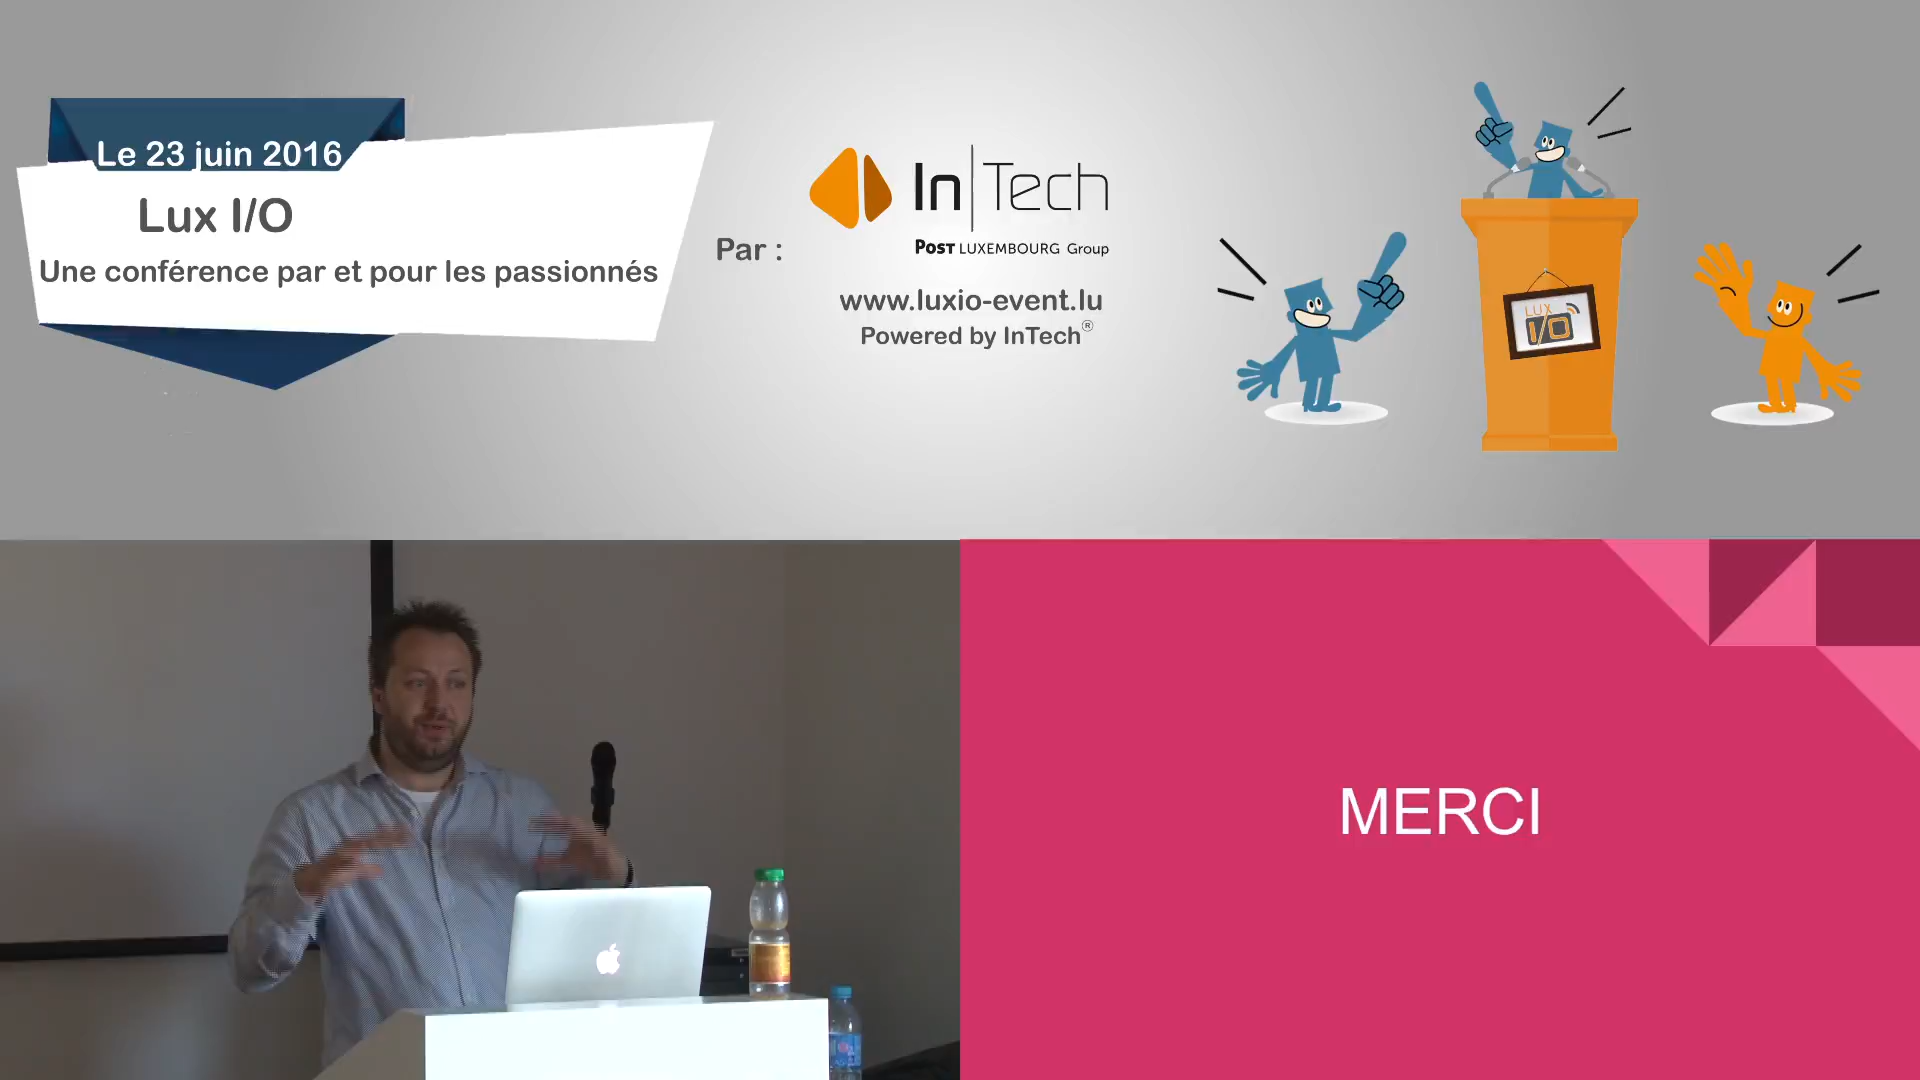 Le 23 juin 2016
Lux I/O
Une conférence par et pour les passionnés
Par :
In|Tech
POST LUXEMBOURG Group
www.luxio-event.lu
Powered by InTech®
LUX
I/O
MERCI